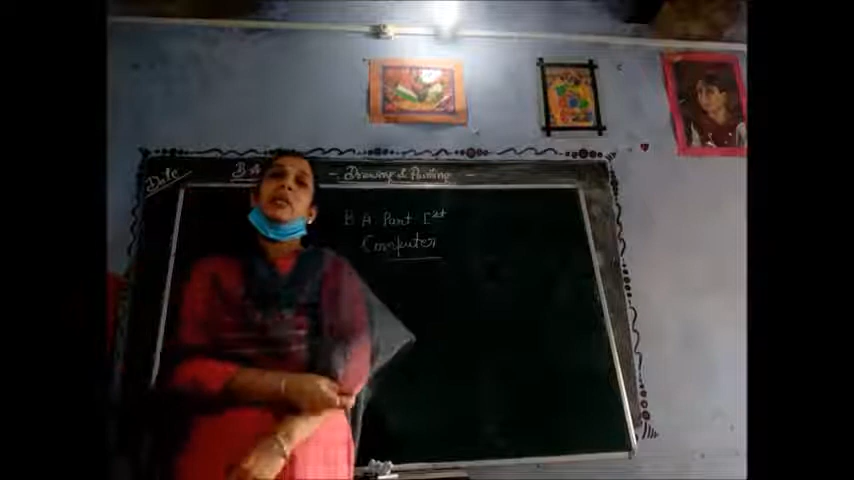 Date
B.A - Drawing & Painting -
B.A. Part Ist
Computer